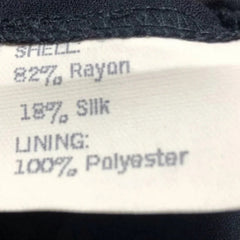 SHELL:
82% Rayon
18% Silk
LINING:
100% Polyester